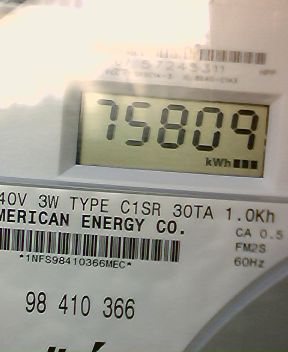 75809
kWh
40V 3W TYPE C1SR 30TA 1.0Kh
MERICAN ENERGY CO.
CA 0.5
FM2S
*1NFS98410366MEC*
60Hz
98 410 366